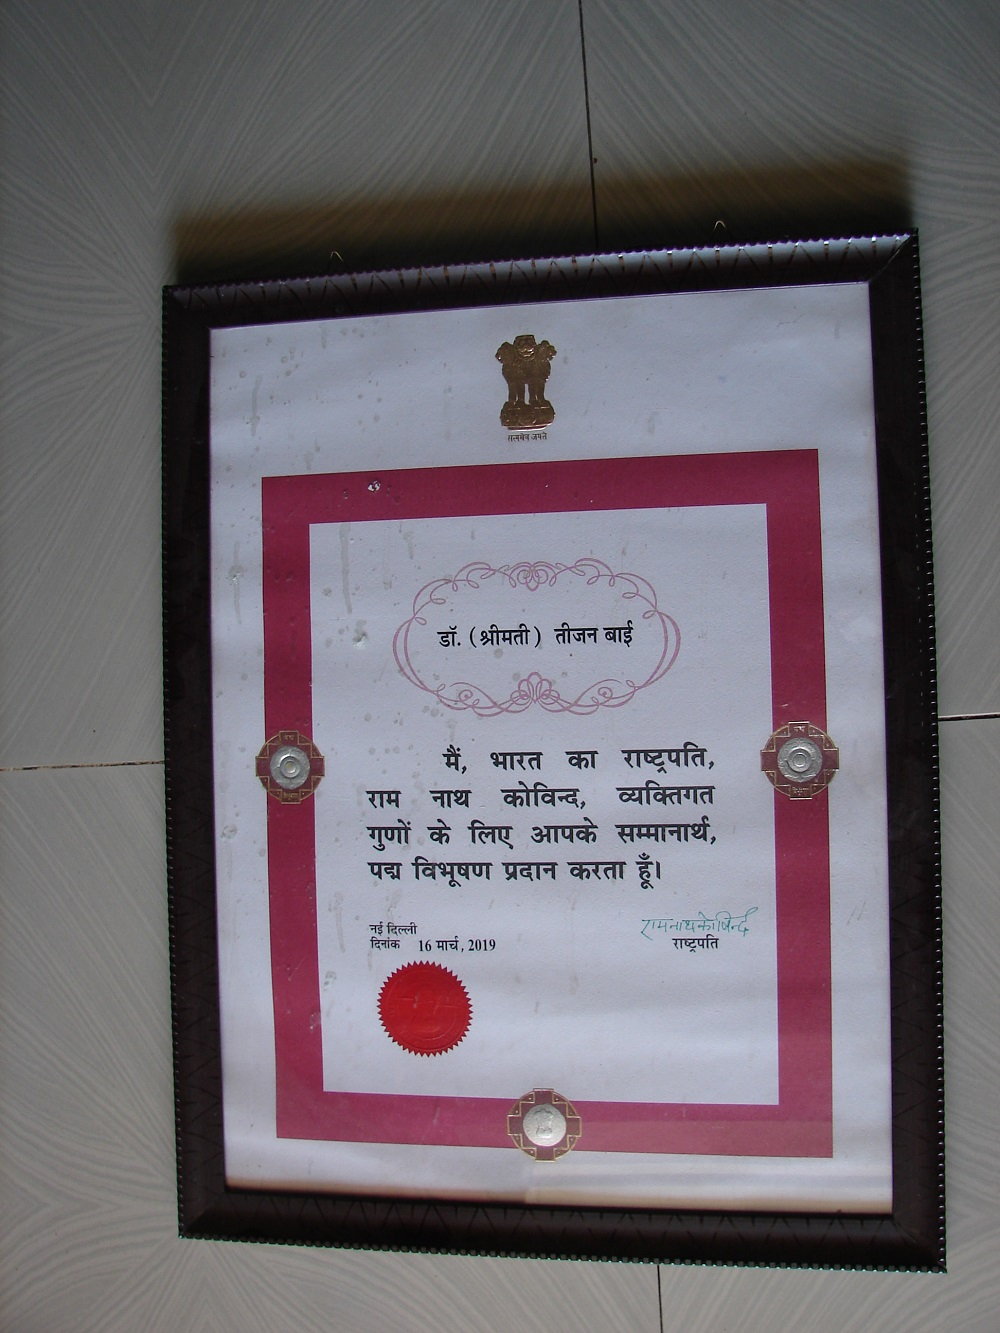 सत्यमेव जयते
डॉ. (श्रीमती) तीजन बाई
मैं, भारत का राष्ट्रपति,
राम नाथ कोविन्द, व्यक्तिगत
गुणों के लिए आपके सम्मानार्थ,
पद्म विभूषण प्रदान करता हूँ।
नई दिल्ली
दिनांक 16 मार्च, 2019
रामनाथ कोविन्द
राष्ट्रपति